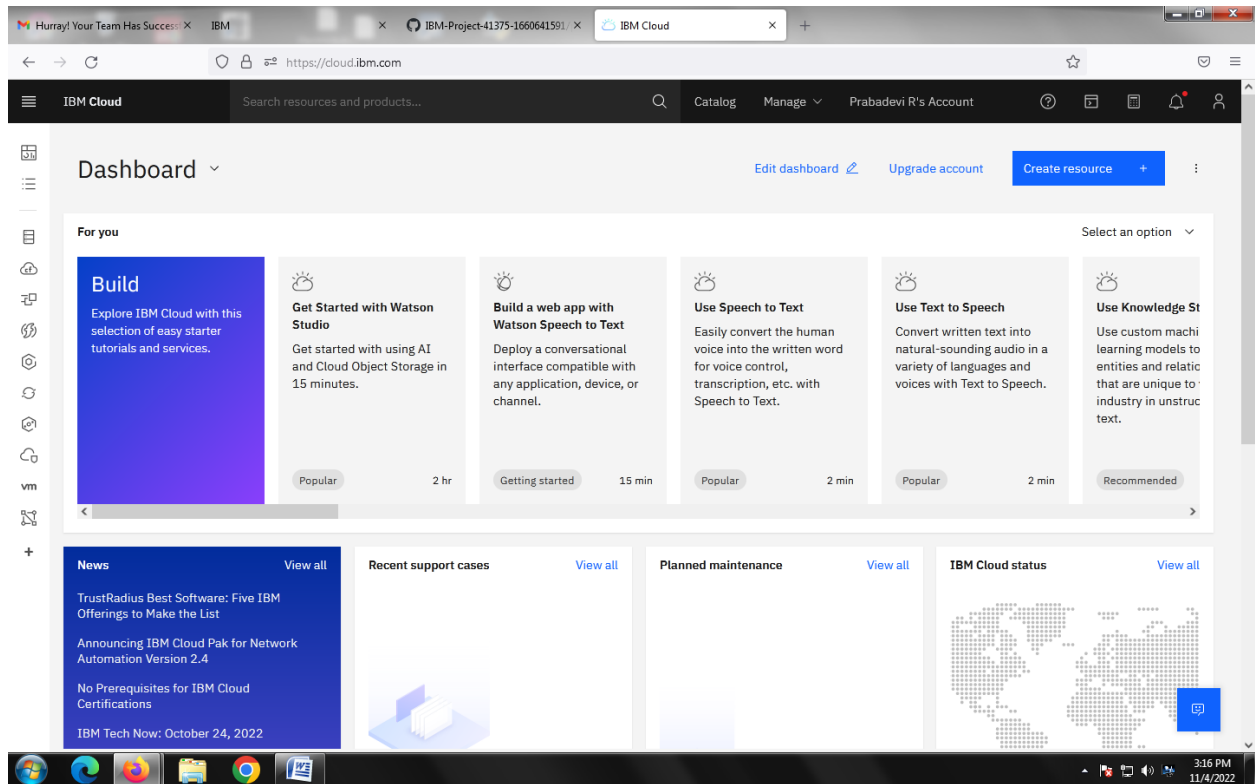 Hurray! Your Team Has Success
IBM
IBM-Project-41375-1660641591/
IBM Cloud
https://cloud.ibm.com
IBM Cloud
Search resources and products...
Catalog
Manage
Prabadevi R's Account
Dashboard
Edit dashboard
Upgrade account
Create resource +
For you
Select an option
Build
Explore IBM Cloud with this
selection of easy starter
tutorials and services.
Get Started with Watson
Studio
Get started with using AI
and Cloud Object Storage in
15 minutes.
Popular
2 hr
Build a web app with
Watson Speech to Text
Deploy a conversational
interface compatible with
any application, device, or
channel.
Getting started
15 min
Use Speech to Text
Easily convert the human
voice into the written word
for voice control,
transcription, etc. with
Speech to Text.
Popular
2 min
Use Text to Speech
Convert written text into
natural-sounding audio in a
variety of languages and
voices with Text to Speech.
Popular
2 min
Use Knowledge St
Use custom machi
learning models to
entities and relatio
that are unique to
industry in unstruc
text.
Recommended
vm
News
View all
TrustRadius Best Software: Five IBM
Offerings to Make the List
Announcing IBM Cloud Pak for Network
Automation Version 2.4
No Prerequisites for IBM Cloud
Certifications
IBM Tech Now: October 24, 2022
Recent support cases
View all
Planned maintenance
View all
IBM Cloud status
View all
3:16 PM
11/4/2022